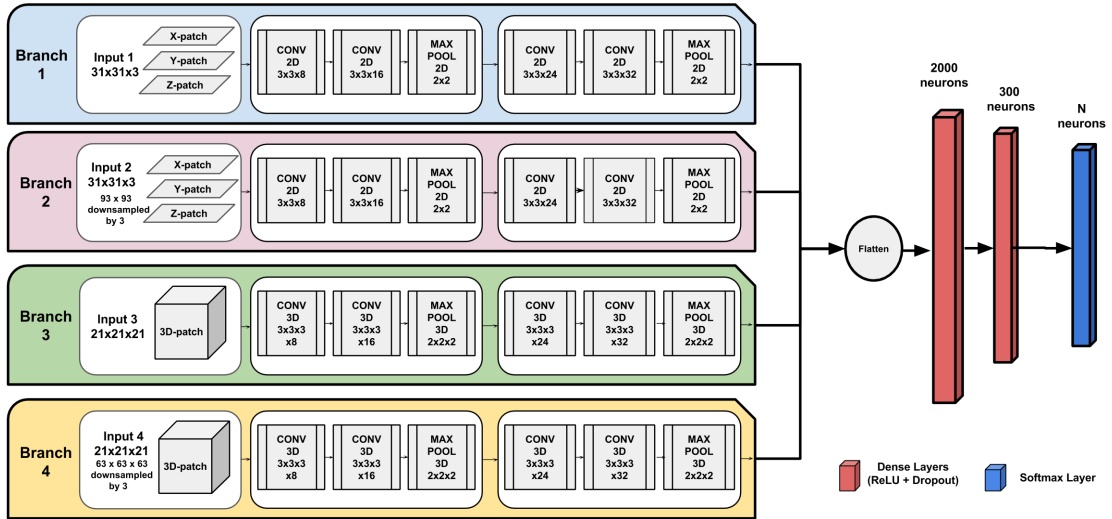 Branch
1
Input 1
31x31x3
X-patch
Y-patch
Z-patch
CONV
2D
3x3x8
CONV
2D
3x3x16
MAX
POOL
2D
2x2
CONV
2D
3x3x24
CONV
2D
3x3x32
MAX
POOL
2D
2x2
Branch
2
Input 2
31x31x3
93 x 93
downsampled
by 3
X-patch
Y-patch
Z-patch
CONV
2D
3x3x8
CONV
2D
3x3x16
MAX
POOL
2D
2x2
CONV
2D
3x3x24
CONV
2D
3x3x32
MAX
POOL
2D
2x2
Branch
3
Input 3
21x21x21
3D-patch
CONV
3D
3x3x3
x8
CONV
3D
3x3x3
x16
MAX
POOL
3D
2x2x2
CONV
3D
3x3x3
x24
CONV
3D
3x3x3
x32
MAX
POOL
3D
2x2x2
Branch
4
Input 4
21x21x21
63 x 63 x 63
downsampled
by 3
3D-patch
CONV
3D
3x3x3
x8
CONV
3D
3x3x3
x16
MAX
POOL
3D
2x2x2
CONV
3D
3x3x3
x24
CONV
3D
3x3x3
x32
MAX
POOL
3D
2x2x2
Flatten
2000
neurons
300
neurons
N
neurons
Dense Layers
(ReLU + Dropout)
Softmax Layer